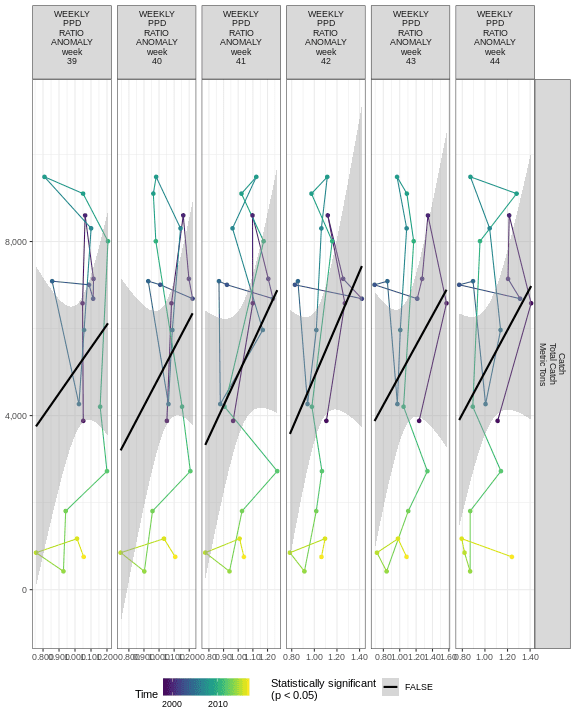 WEEKLY
PPD
RATIO
ANOMALY
week
39
WEEKLY
PPD
RATIO
ANOMALY
week
40
WEEKLY
PPD
RATIO
ANOMALY
week
41
WEEKLY
PPD
RATIO
ANOMALY
week
42
WEEKLY
PPD
RATIO
ANOMALY
week
43
WEEKLY
PPD
RATIO
ANOMALY
week
44
8,000
4,000
0
Catch
Total Catch
Metric Tons
0.80 1.00 1.20 1.40
Time
2000 2010
Statistically significant
(p < 0.05)
FALSE